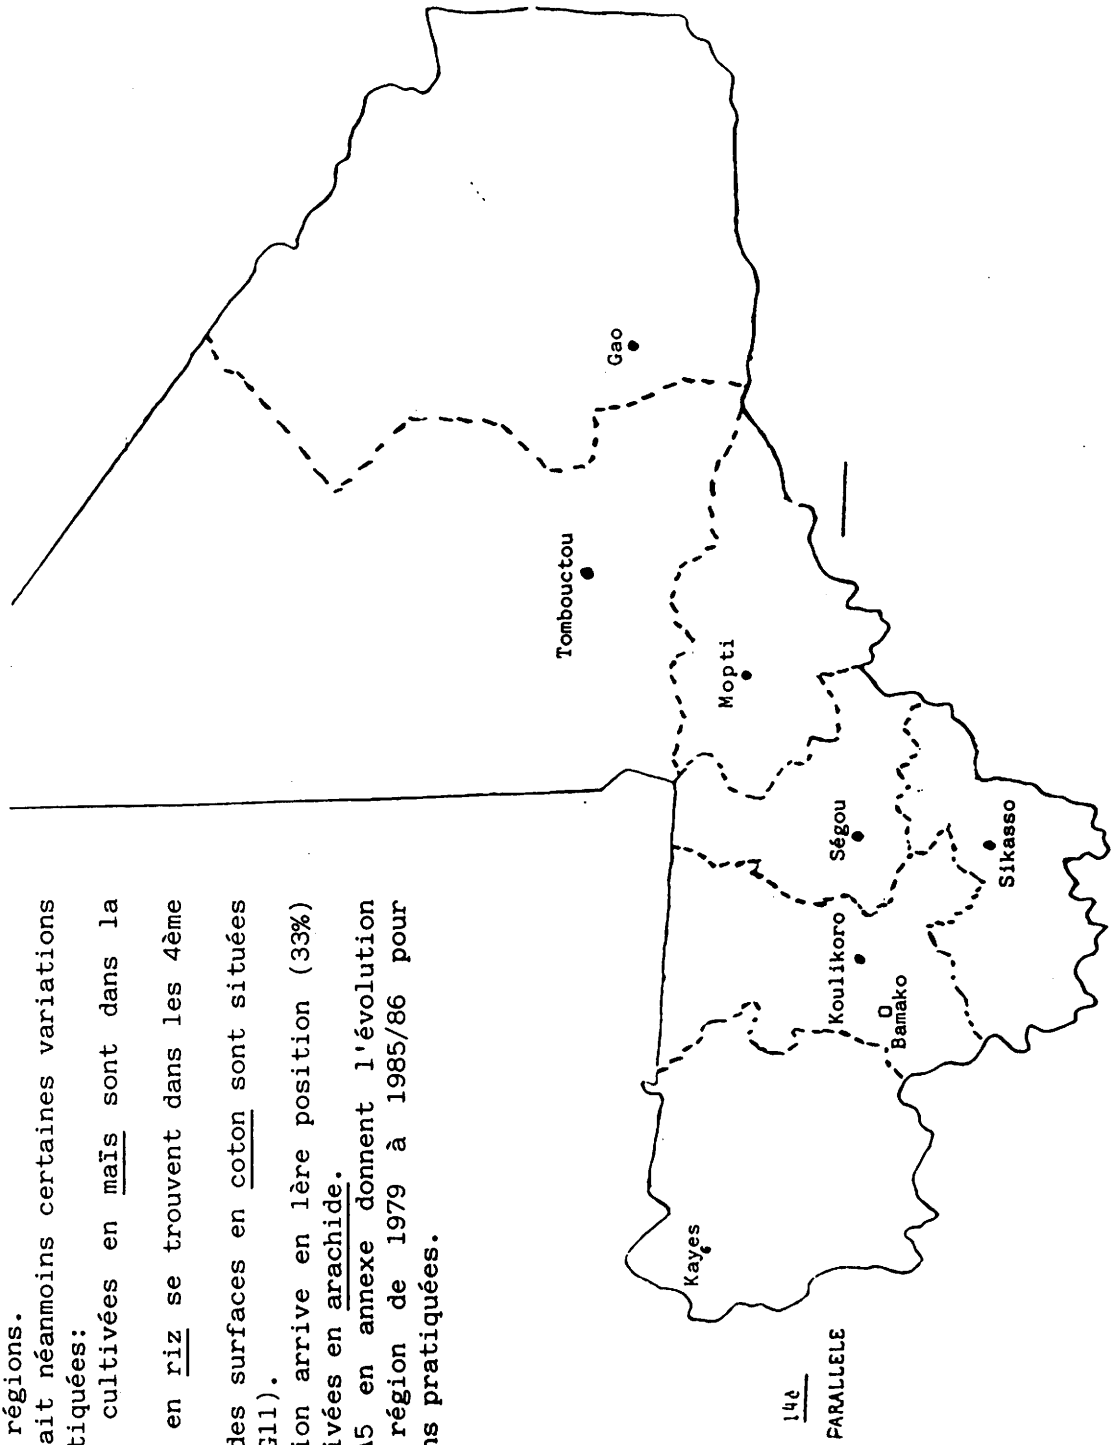 régions.
ait néanmoins certaines variations
tiquées:
cultivées en maïs sont dans la
en riz se trouvent dans les 4ème
des surfaces en coton sont situées
G11).
ion arrive en 1ère position (33%)
ivées en arachide.
A5 en annexe donnent l'évolution
région de 1979 à 1985/86 pour
ns pratiquées.
Gao
Tombouctou
Mopti
Ségou
Sikasso
Koulikoro
Bamako
Kayes
14è
PARALLELE